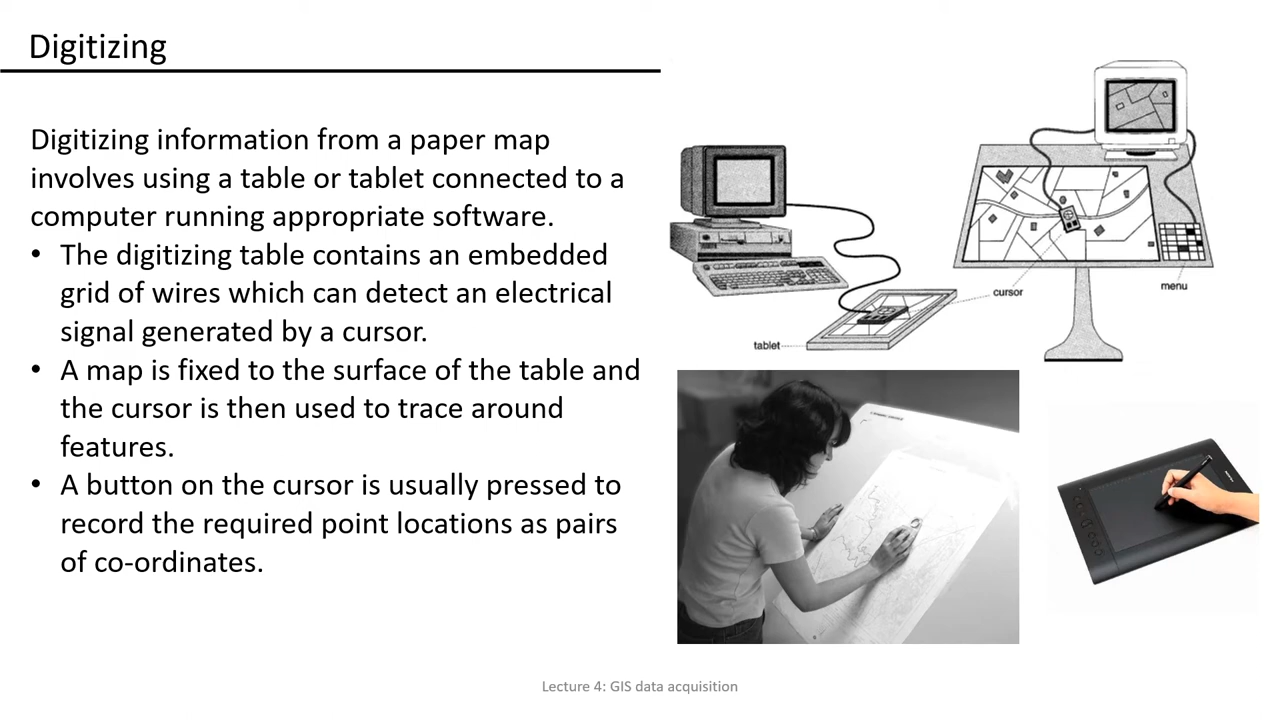 Digitizing
Digitizing information from a paper map
involves using a table or tablet connected to a
computer running appropriate software.
• The digitizing table contains an embedded
grid of wires which can detect an electrical
signal generated by a cursor.
• A map is fixed to the surface of the table and
the cursor is then used to trace around
features.
• A button on the cursor is usually pressed to
record the required point locations as pairs
of co-ordinates.
cursor
menu
tablet
Lecture 4: GIS data acquisition